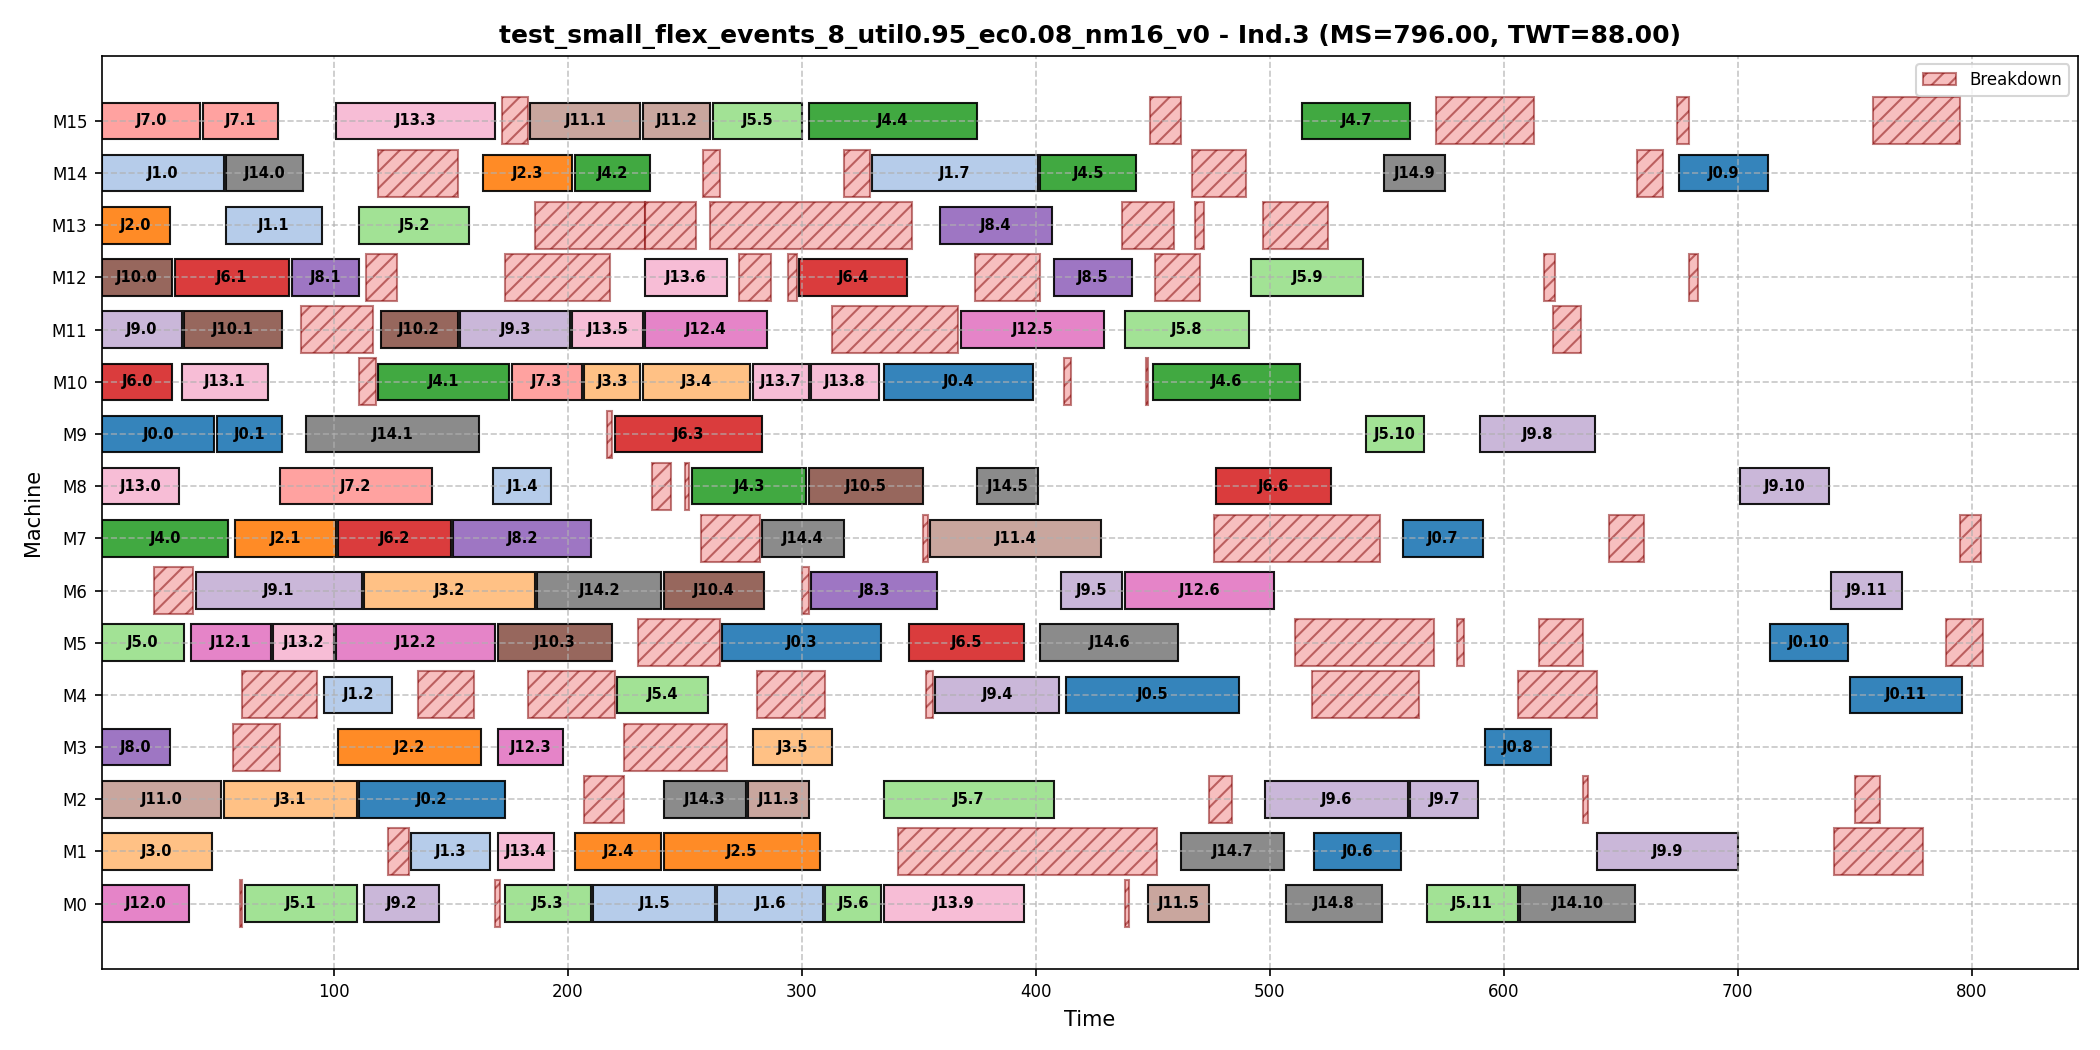 test_small_flex_events_8_util0.95_ec0.08_nm16_v0 - Ind.3 (MS=796.00, TWT=88.00)
Breakdown
M15 J7.0 J7.1 J13.3 J11.1 J11.2 J5.5 J4.4 J4.7
M14 J1.0 J14.0 J2.3 J4.2 J1.7 J4.5 J14.9 J0.9
M13 J2.0 J1.1 J5.2 J8.4
M12 J10.0 J6.1 J8.1 J13.6 J6.4 J8.5 J5.9
M11 J9.0 J10.1 J10.2 J9.3 J13.5 J12.4 J12.5 J5.8
M10 J6.0 J13.1 J4.1 J7.3 J3.3 J3.4 J13.7 J13.8 J0.4 J4.6
M9 J0.0 J0.1 J14.1 J6.3 J5.10 J9.8
M8 J13.0 J7.2 J1.4 J4.3 J10.5 J14.5 J6.6 J9.10
M7 J4.0 J2.1 J6.2 J8.2 J14.4 J11.4 J0.7
M6 J9.1 J3.2 J14.2 J10.4 J8.3 J9.5 J12.6 J9.11
M5 J5.0 J12.1 J13.2 J12.2 J10.3 J0.3 J6.5 J14.6 J0.10
M4 J1.2 J5.4 J9.4 J0.5 J0.11
M3 J8.0 J2.2 J12.3 J3.5 J0.8
M2 J11.0 J3.1 J0.2 J14.3 J11.3 J5.7 J9.6 J9.7
M1 J3.0 J1.3 J13.4 J2.4 J2.5 J14.7 J0.6 J9.9
M0 J12.0 J5.1 J9.2 J5.3 J1.5 J1.6 J5.6 J13.9 J11.5 J14.8 J5.11 J14.10
Machine
100 200 300 400 500 600 700 800
Time